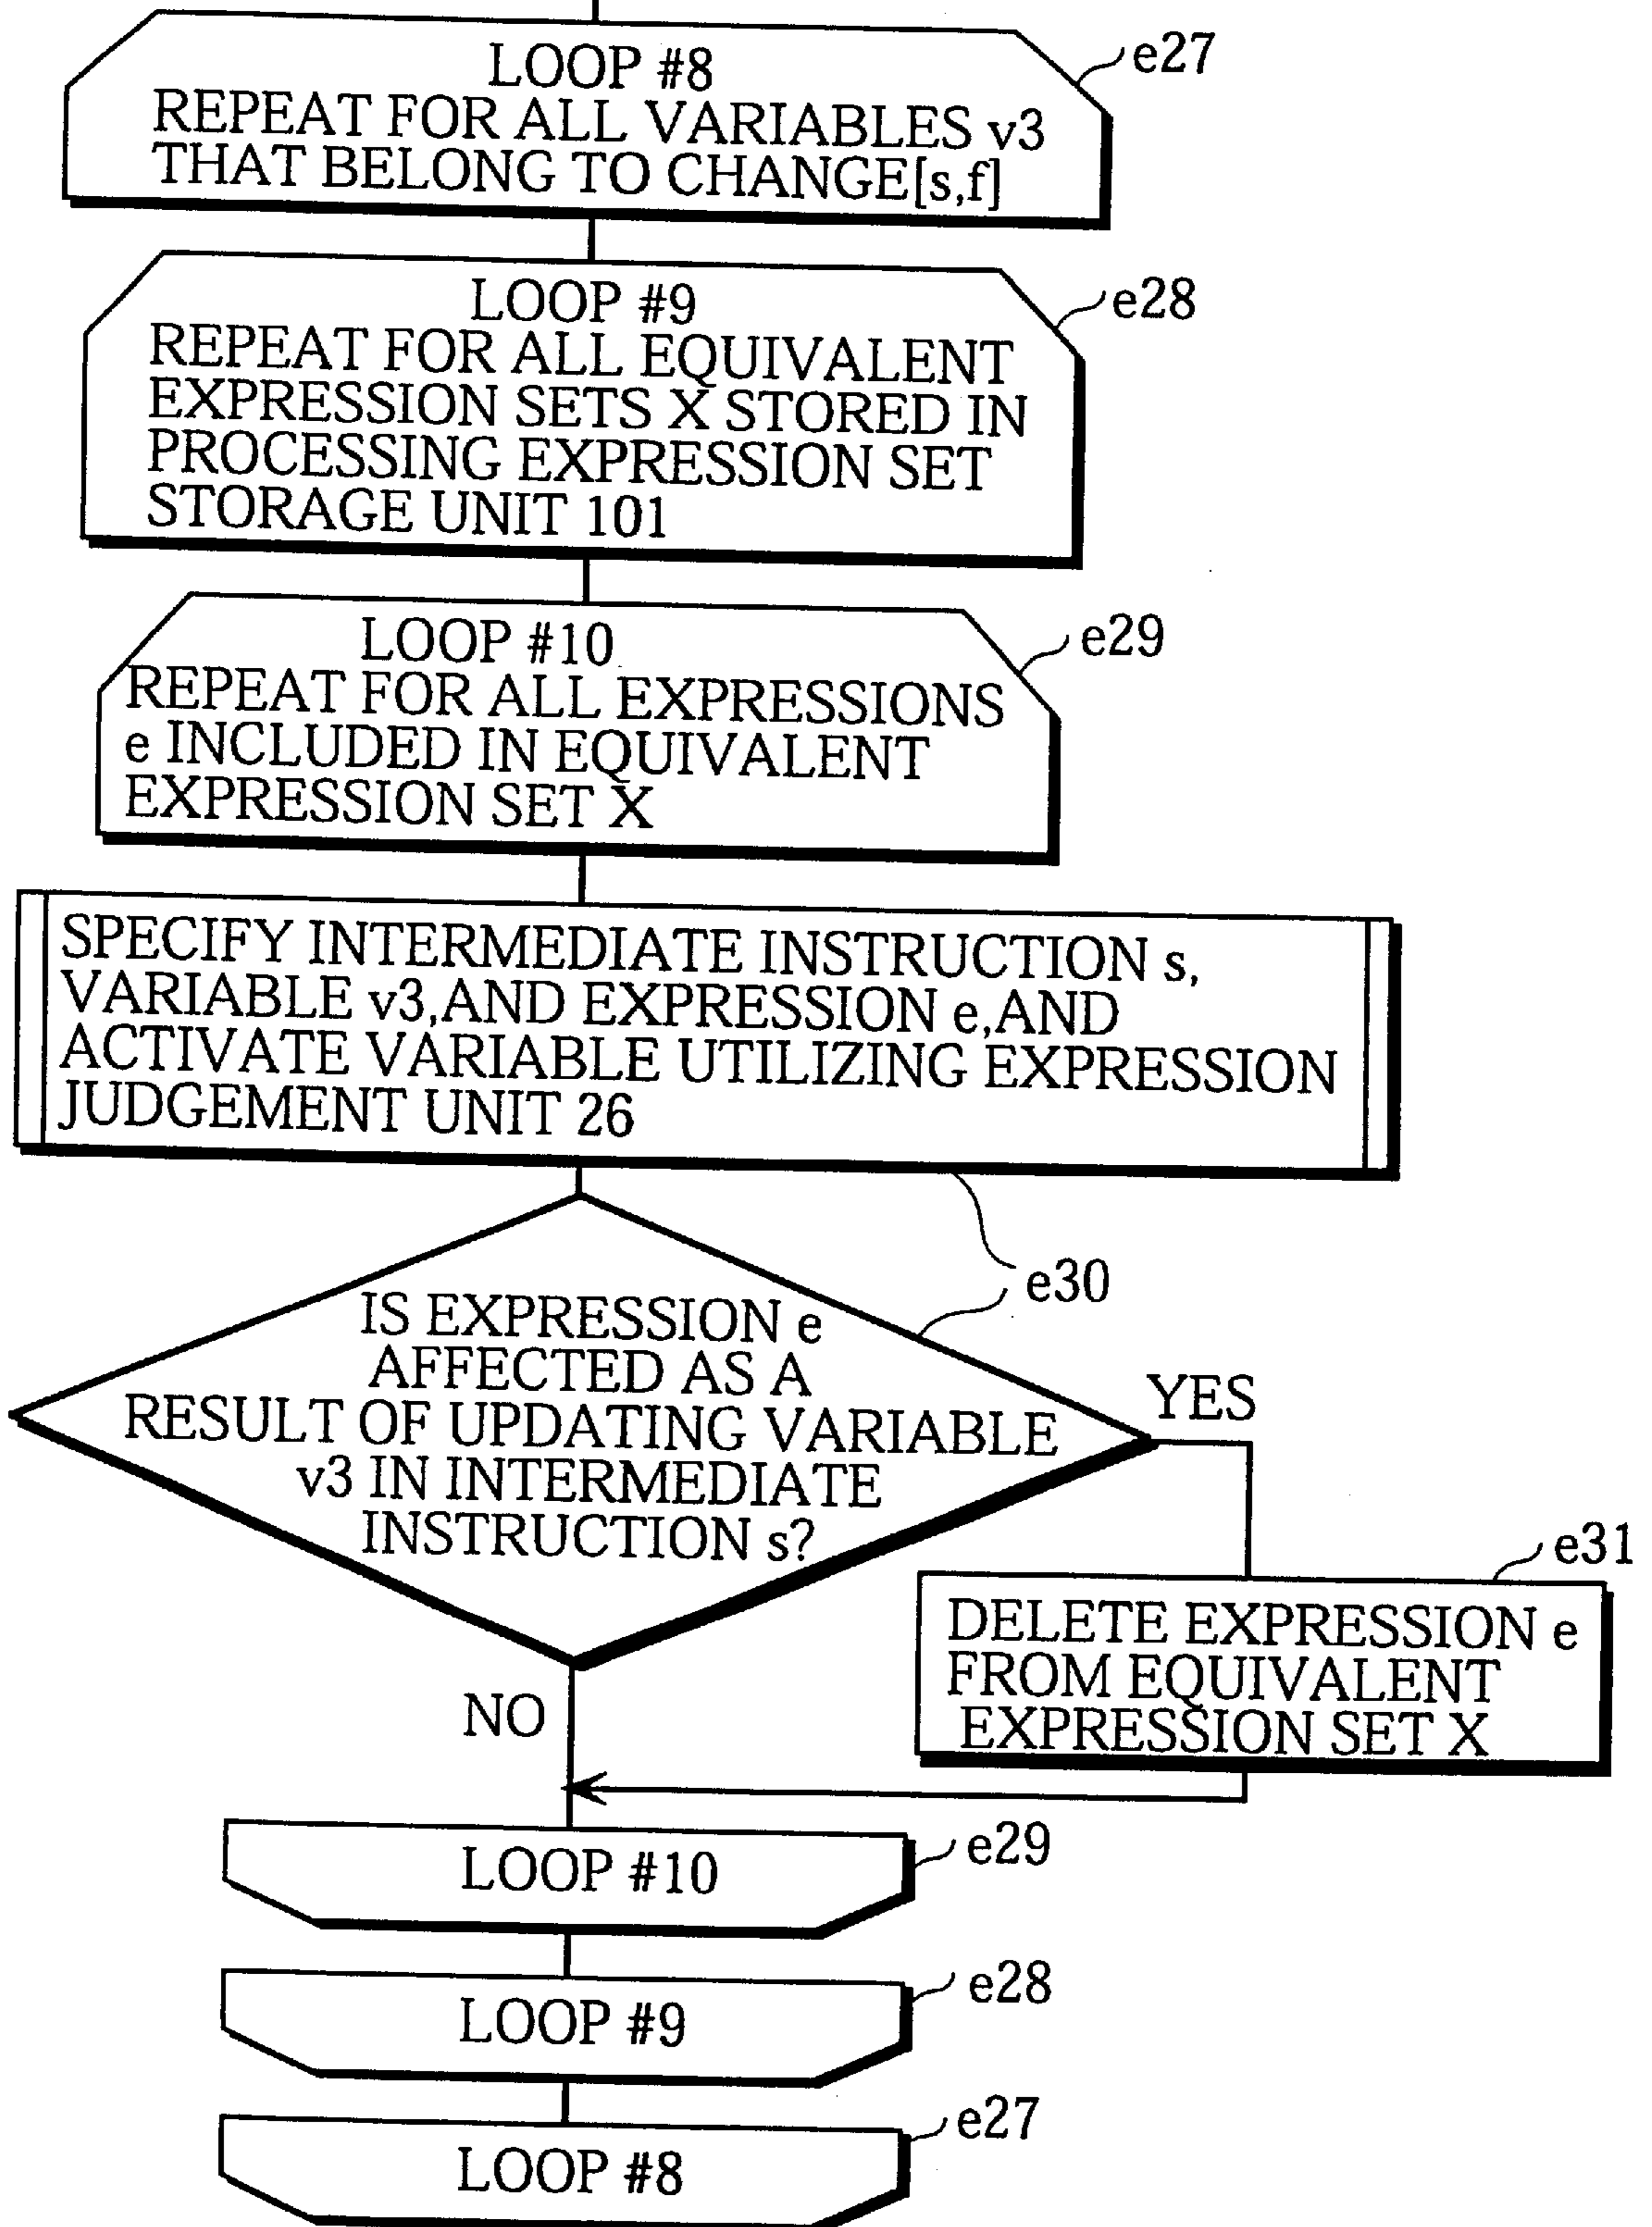 LOOP #8
REPEAT FOR ALL VARIABLES v3
THAT BELONG TO CHANGE[s,f]
e27
LOOP #9
REPEAT FOR ALL EQUIVALENT
EXPRESSION SETS X STORED IN
PROCESSING EXPRESSION SET
STORAGE UNIT 101
e28
LOOP #10
REPEAT FOR ALL EXPRESSIONS
e INCLUDED IN EQUIVALENT
EXPRESSION SET X
e29
SPECIFY INTERMEDIATE INSTRUCTION s,
VARIABLE v3,AND EXPRESSION e,AND
ACTIVATE VARIABLE UTILIZING EXPRESSION
JUDGEMENT UNIT 26
e30
IS EXPRESSION e
AFFECTED AS A
RESULT OF UPDATING VARIABLE
v3 IN INTERMEDIATE
INSTRUCTION s?
YES
e31
DELETE EXPRESSION e
FROM EQUIVALENT
EXPRESSION SET X
NO
LOOP #10
e29
LOOP #9
e28
LOOP #8
e27